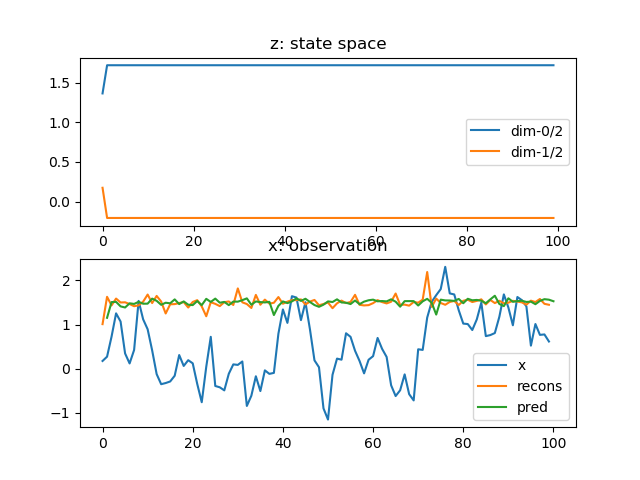 z: state space
1.5
1.0
0.5
0.0
dim-0/2
dim-1/2
0 20 40 60 80 100
x: observation
2
1
0
−1
x
recons
pred
0 20 40 60 80 100